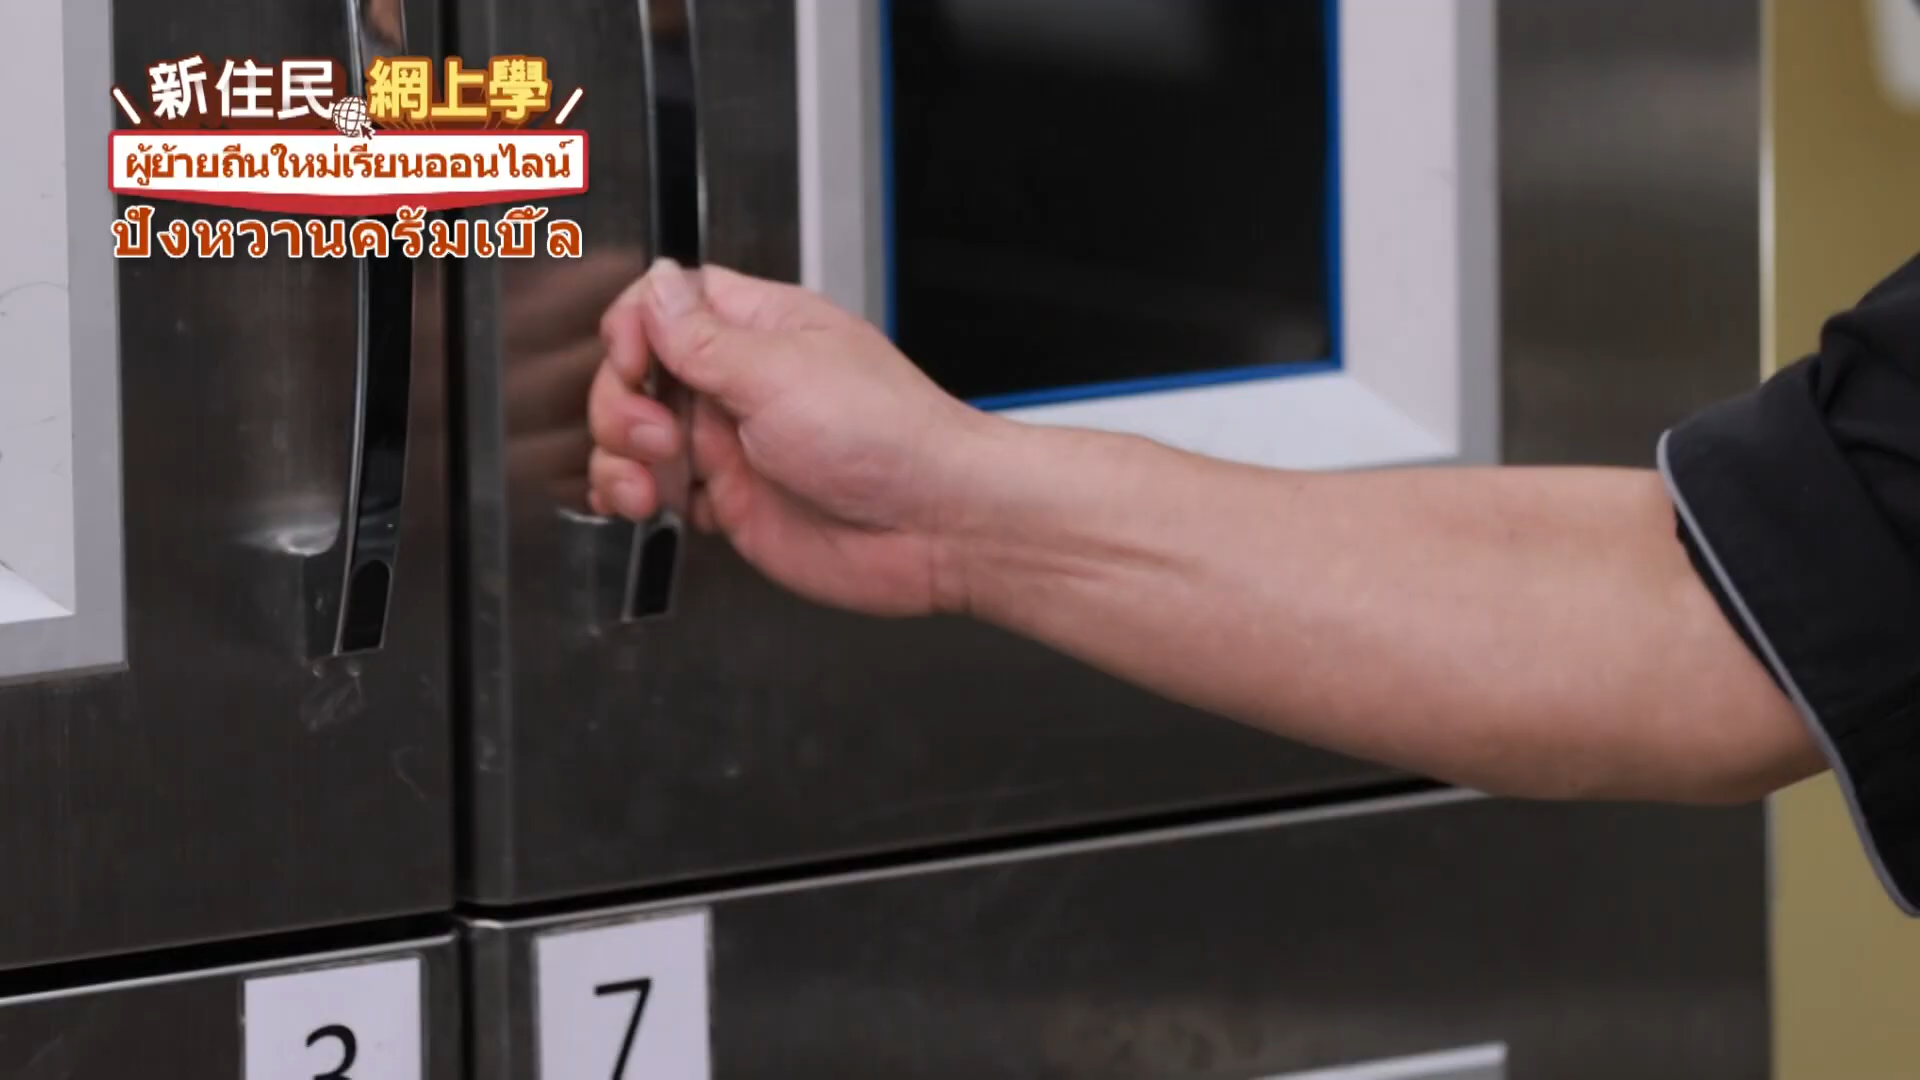 新住民 網上學
ผู้ย้ายถิ่นใหม่เรียนออนไลน์
ปังหวานครัมเบิ้ล
3
7